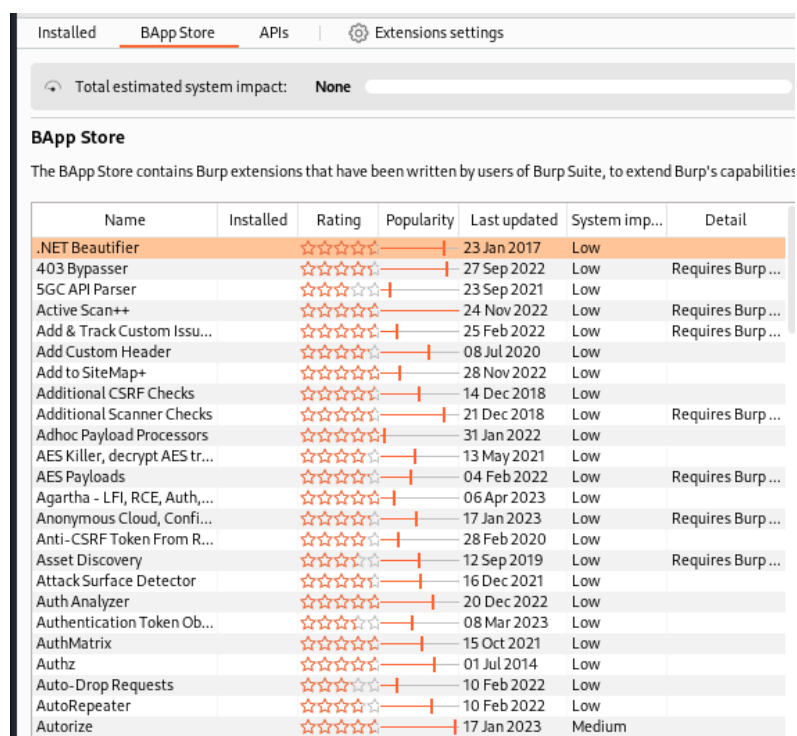 Installed BApp Store APIs Extensions settings
Total estimated system impact: None
BApp Store
The BApp Store contains Burp extensions that have been written by users of Burp Suite, to extend Burp's capabilities
Name Installed Rating Popularity Last updated System imp... Detail
.NET Beautifier 23 Jan 2017 Low
403 Bypasser 27 Sep 2022 Low Requires Burp ...
5GC API Parser 23 Sep 2021 Low
Active Scan++ 24 Nov 2022 Low Requires Burp ...
Add & Track Custom Issu... 25 Feb 2022 Low Requires Burp ...
Add Custom Header 08 Jul 2020 Low
Add to SiteMap+ 28 Nov 2022 Low
Additional CSRF Checks 14 Dec 2018 Low
Additional Scanner Checks 21 Dec 2018 Low Requires Burp ...
Adhoc Payload Processors 31 Jan 2022 Low
AES Killer, decrypt AES tr... 13 May 2021 Low
AES Payloads 04 Feb 2022 Low Requires Burp ...
Agartha - LFI, RCE, Auth,... 06 Apr 2023 Low
Anonymous Cloud, Confi... 17 Jan 2023 Low Requires Burp ...
Anti-CSRF Token From R... 28 Feb 2020 Low
Asset Discovery 12 Sep 2019 Low Requires Burp ...
Attack Surface Detector 16 Dec 2021 Low
Auth Analyzer 20 Dec 2022 Low
Authentication Token Ob... 08 Mar 2023 Low
AuthMatrix 15 Oct 2021 Low
Authz 01 Jul 2014 Low
Auto-Drop Requests 10 Feb 2022 Low
AutoRepeater 10 Feb 2022 Low
Autorize 17 Jan 2023 Medium